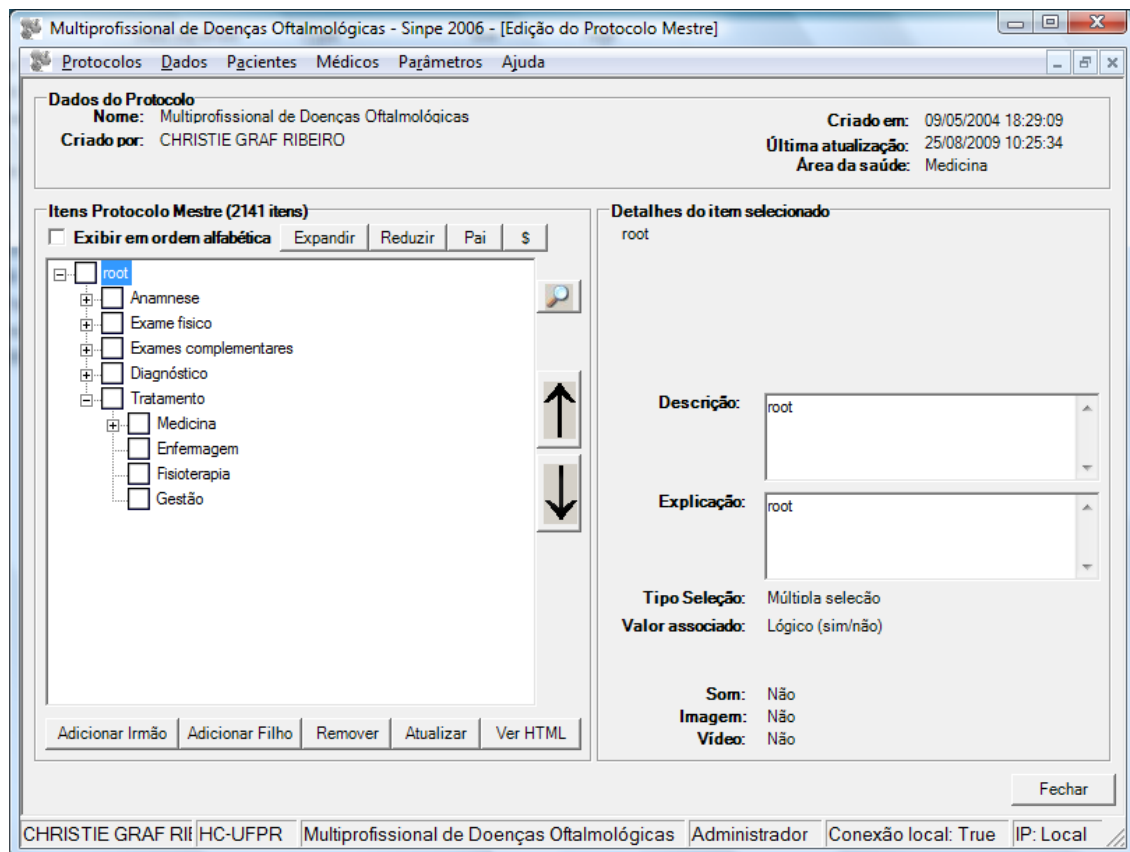 Multiprofissional de Doenças Oftalmológicas - Sinpe 2006 - [Edição do Protocolo Mestre]
Protocolos Dados Pacientes Médicos Parâmetros Ajuda
Dados do Protocolo
Nome: Multiprofissional de Doenças Oftalmológicas
Criado por: CHRISTIE GRAF RIBEIRO
Criado em: 09/05/2004 18:29:09
Última atualização: 25/08/2009 10:25:34
Área da saúde: Medicina
Itens Protocolo Mestre (2141 itens)
Exibir em ordem alfabética Expandir Reduzir Pai $
root
Anamnese
Exame fisico
Exames complementares
Diagnóstico
Tratamento
Medicina
Enfermagem
Fisioterapia
Gestão
Adicionar Irmão Adicionar Filho Remover Atualizar Ver HTML
Detalhes do item selecionado
root
Descrição: root
Explicação: root
Tipo Seleção: Múltipla seleção
Valor associado: Lógico (sim/não)
Som: Não
Imagem: Não
Vídeo: Não
Fechar
CHRISTIE GRAF RIE HC-UFPR Multiprofissional de Doenças Oftalmológicas Administrador Conexão local: True IP: Local